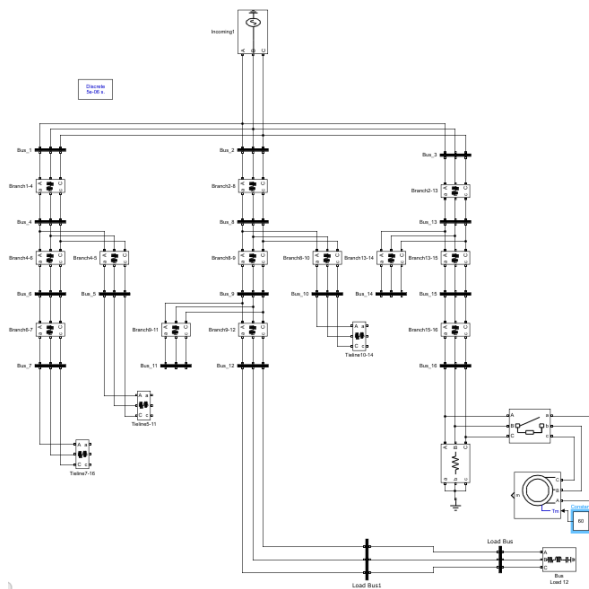 Incoming1
A B C
Discrete
5e-06 s.
Bus_1
Bus_2
Bus_3
Branch1-4
Branch2-8
Branch2-13
Bus_4
Bus_8
Bus_13
Branch4-6
Branch4-5
Branch8-9
Branch8-10
Branch13-14
Branch13-15
Bus_6
Bus_5
Bus_9
Bus_10
Bus_14
Bus_15
Branch6-7
Branch9-11
Branch9-12
Branch15-16
Tieline10-14
Bus_7
Bus_11
Bus_12
Bus_16
Tieline5-11
Tieline7-16
A
B
C
a
b
c
A B C
m
Tm
60
Load Bus
Load Bus1
A
B
C
Bus
Load 12